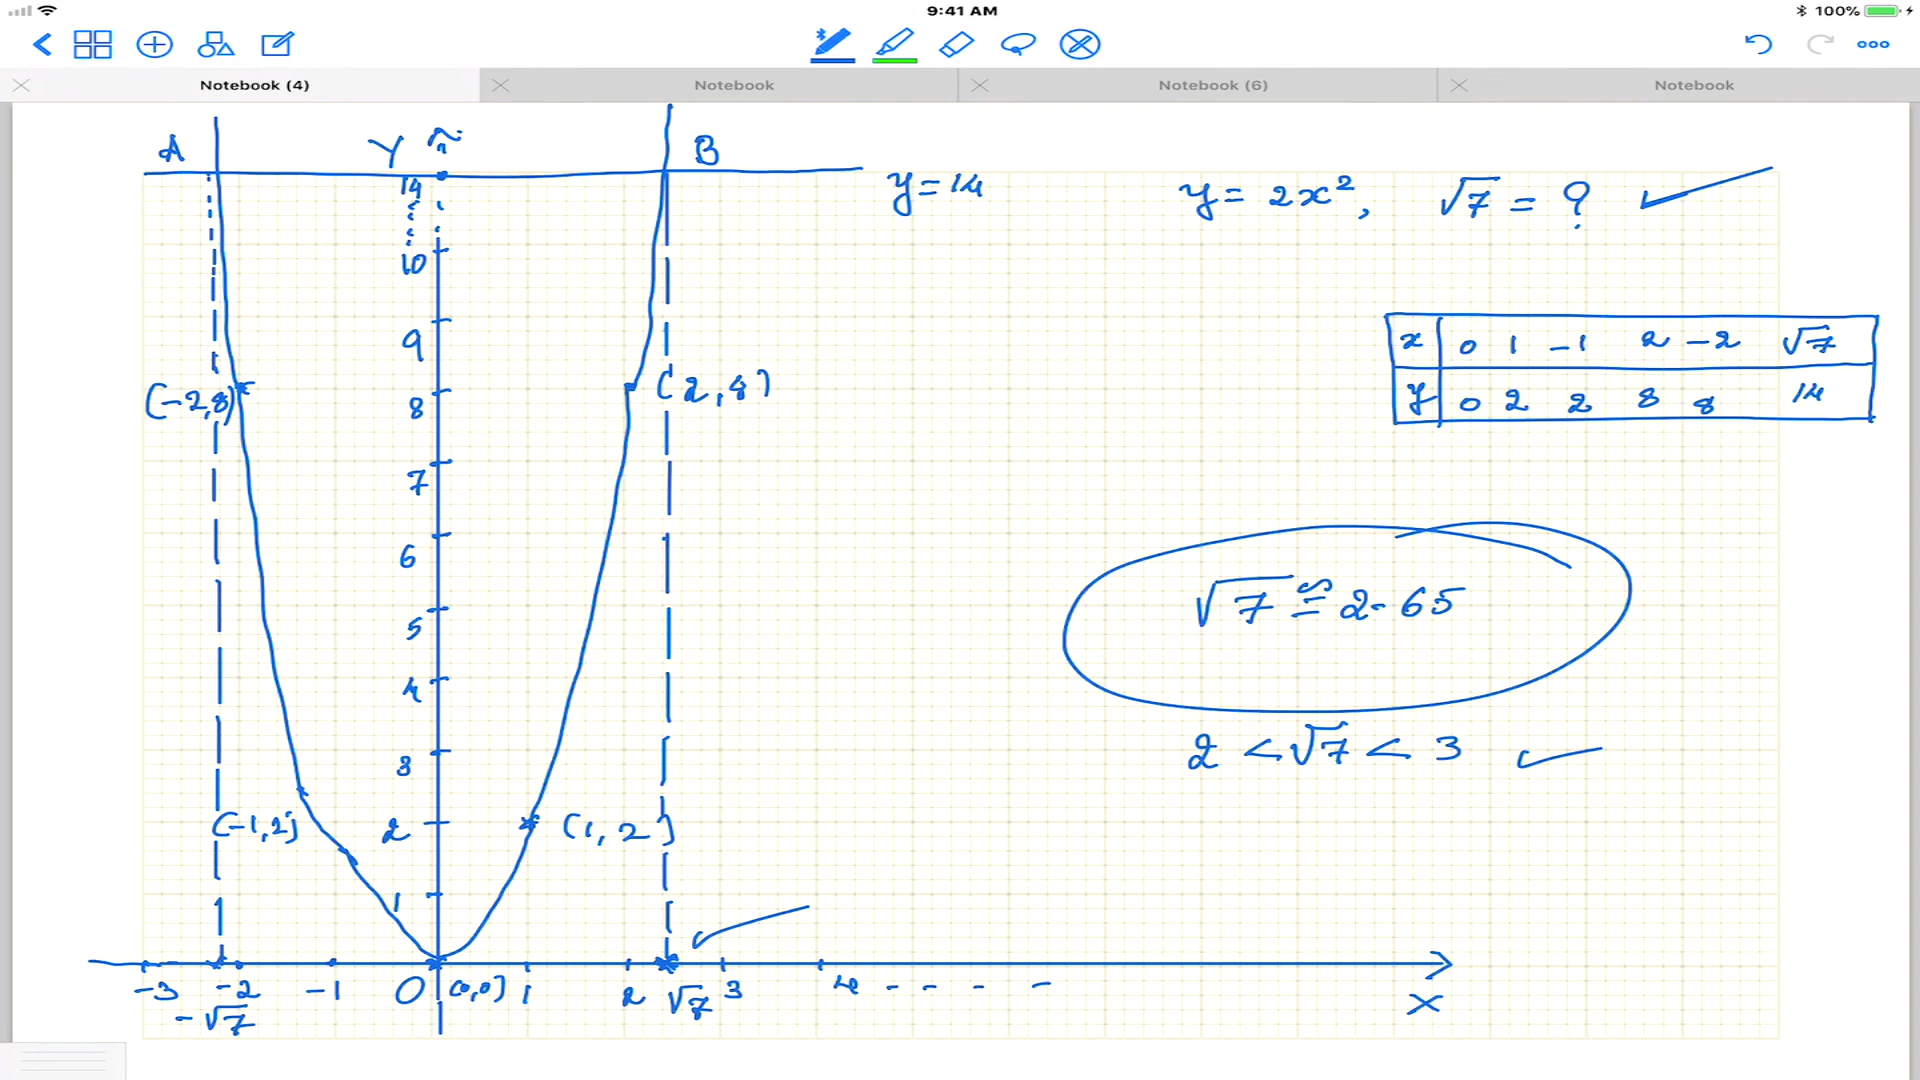 9:41 AM
100%
Notebook (4)
Notebook
Notebook (6)
Notebook
A
Y
B
14
y = 14
y = 2x², √7 = ?
10
9
x 0 1 -1 2 -2 √7
y 0 2 2 8 8 14
(-2,8)
8
(2,8)
7
6
5
√7 ≅ 2.65
4
3
2 < √7 < 3
(-1,2)
2
(1, 2)
1
-3 -2 -1 O (0,0) 1 2 √7 3 4 - - - -
-√7
X